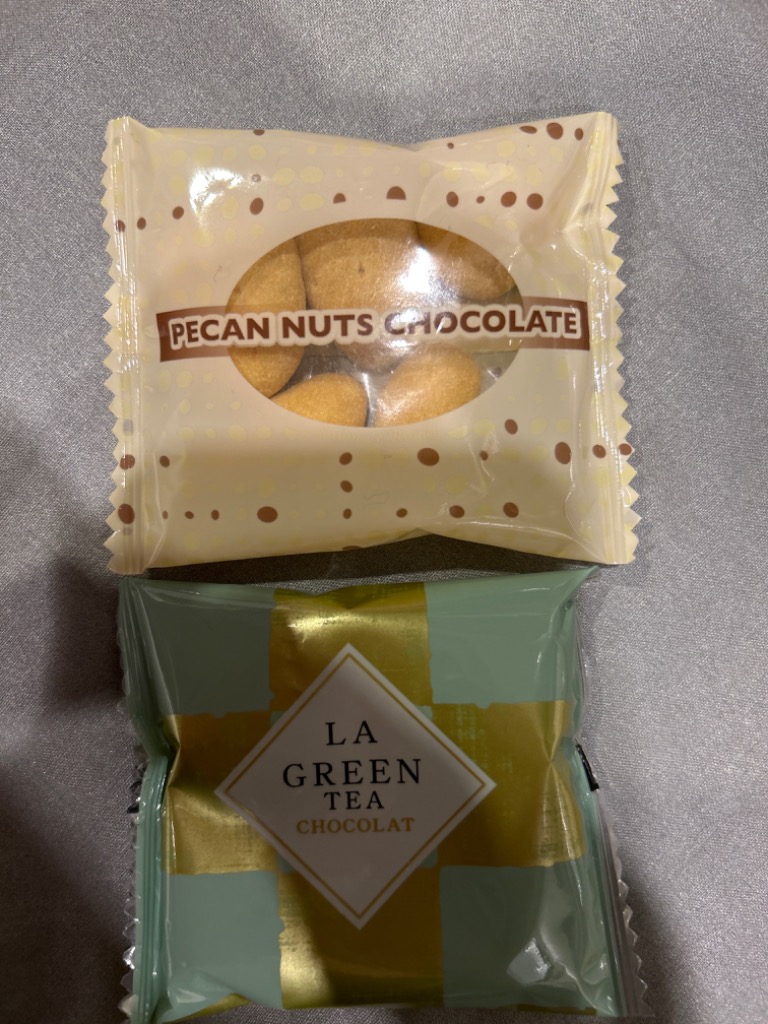 PECAN NUTS CHOCOLATE
LA
GREEN
TEA
CHOCOLAT